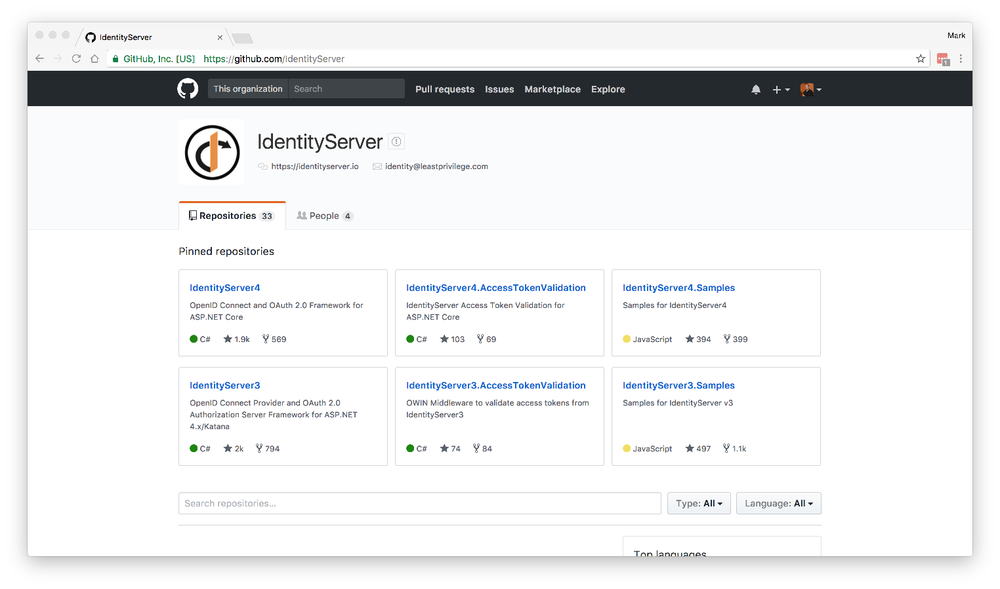 IdentityServer
Mark
GitHub, Inc. [US] https://github.com/IdentityServer
1
This organization Search Pull requests Issues Marketplace Explore
IdentityServer
https://identityserver.io identity@leastprivilege.com
Repositories 33 People 4
Pinned repositories
IdentityServer4
OpenID Connect and OAuth 2.0 Framework for
ASP.NET Core
C# 1.9k 569
IdentityServer4.AccessTokenValidation
IdentityServer Access Token Validation for
ASP.NET Core
C# 103 69
IdentityServer4.Samples
Samples for IdentityServer4
JavaScript 394 399
IdentityServer3
OpenID Connect Provider and OAuth 2.0
Authorization Server Framework for ASP.NET
4.x/Katana
C# 2k 794
IdentityServer3.AccessTokenValidation
OWIN Middleware to validate access tokens from
IdentityServer3
C# 74 84
IdentityServer3.Samples
Samples for IdentityServer v3
JavaScript 497 1.1k
Search repositories... Type: All Language: All
Top languages